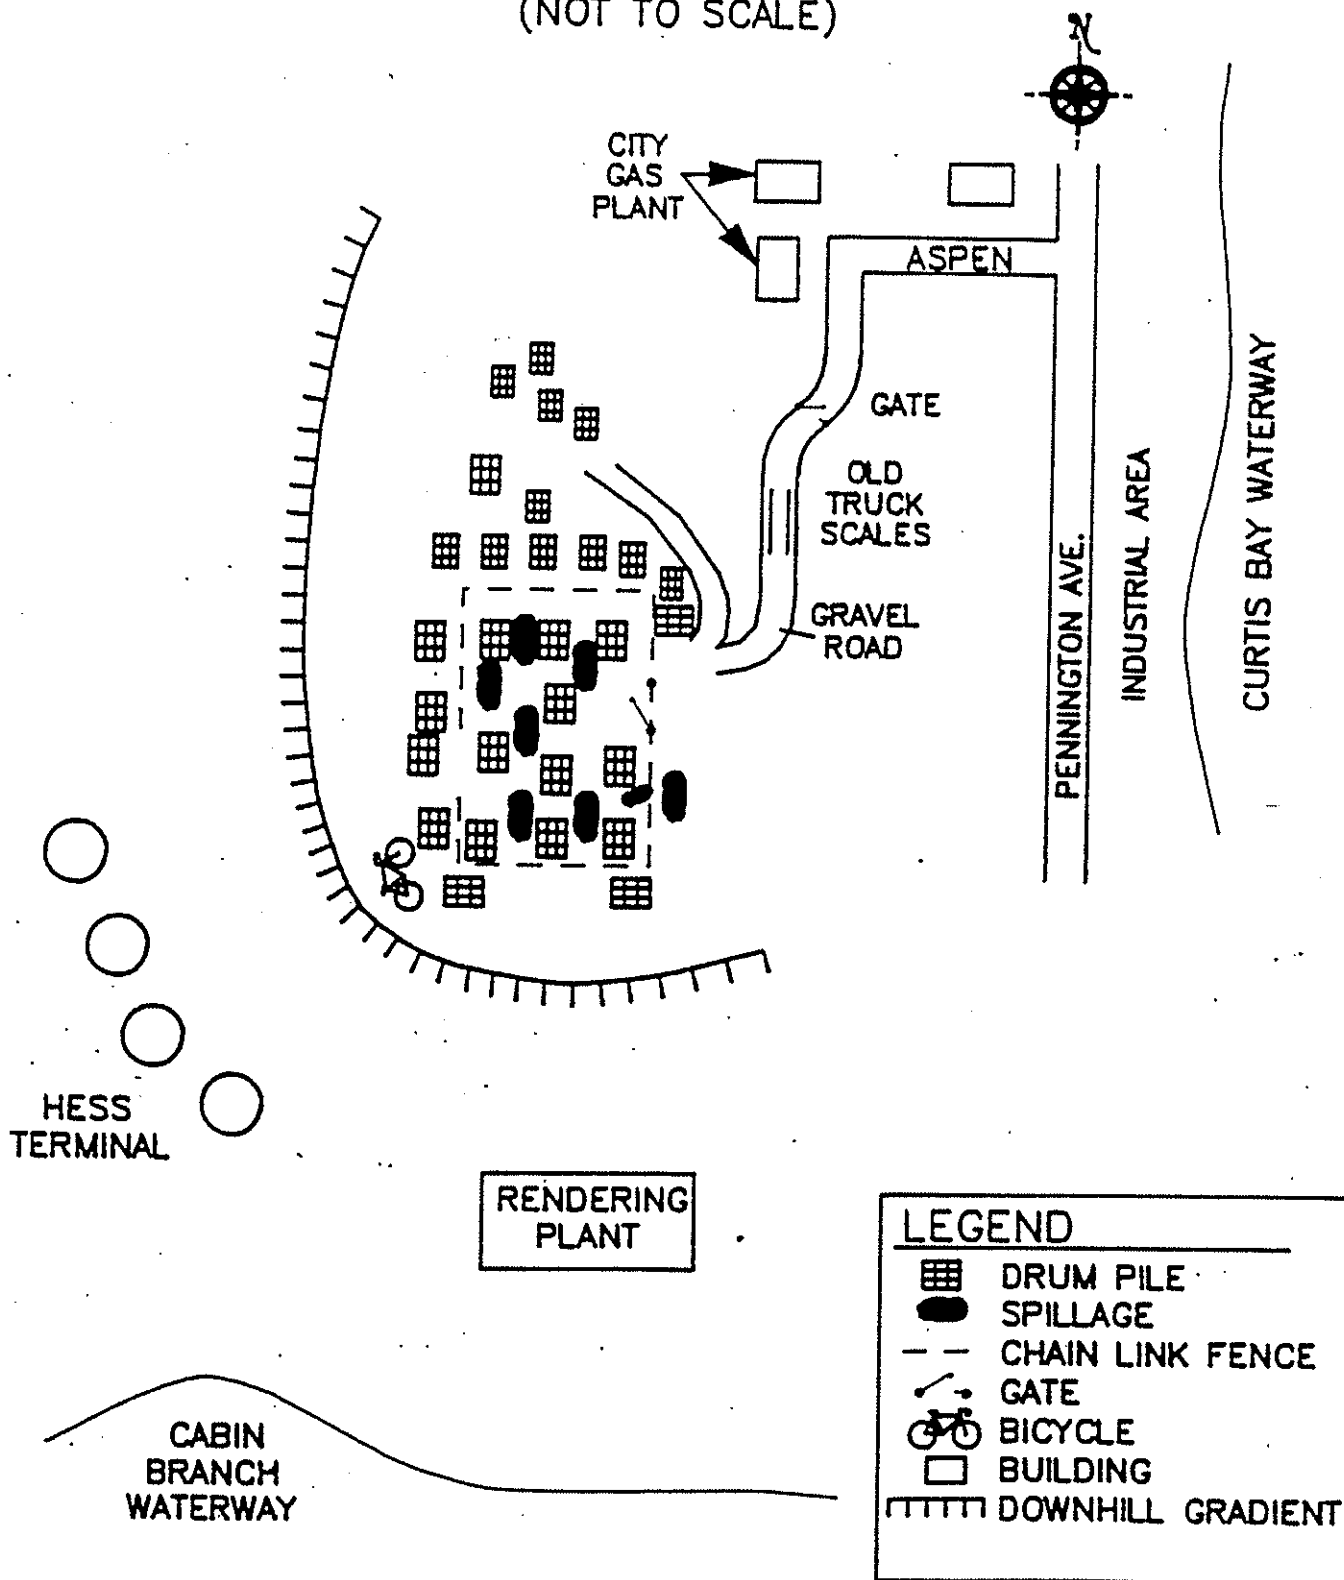 (NOT TO SCALE)
N
CITY
GAS
PLANT
ASPEN
GATE
OLD
TRUCK
SCALES
GRAVEL
ROAD
PENNINGTON AVE.
INDUSTRIAL AREA
CURTIS BAY WATERWAY
HESS
TERMINAL
RENDERING
PLANT
CABIN
BRANCH
WATERWAY
LEGEND
DRUM PILE
SPILLAGE
CHAIN LINK FENCE
GATE
BICYCLE
BUILDING
DOWNHILL GRADIENT